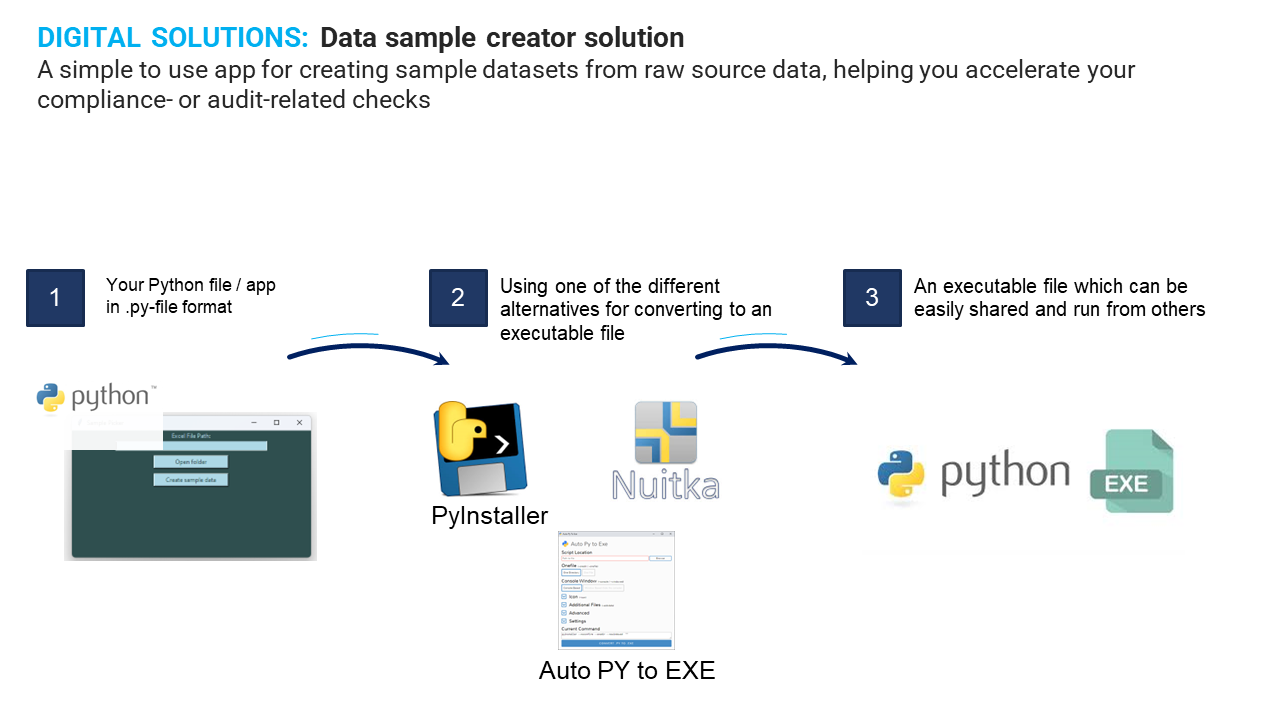 DIGITAL SOLUTIONS: Data sample creator solution
A simple to use app for creating sample datasets from raw source data, helping you accelerate your
compliance- or audit-related checks
1
Your Python file / app
in .py-file format
2
Using one of the different
alternatives for converting to an
executable file
3
An executable file which can be
easily shared and run from others
python™
Excel File Path:
Open folder
Create sample data
PyInstaller
Nuitka
Auto Py to Exe
Script Location
Onefile
Console Window
Icon
Additional Files
Advanced
Settings
Current Command
Auto PY to EXE
python
EXE